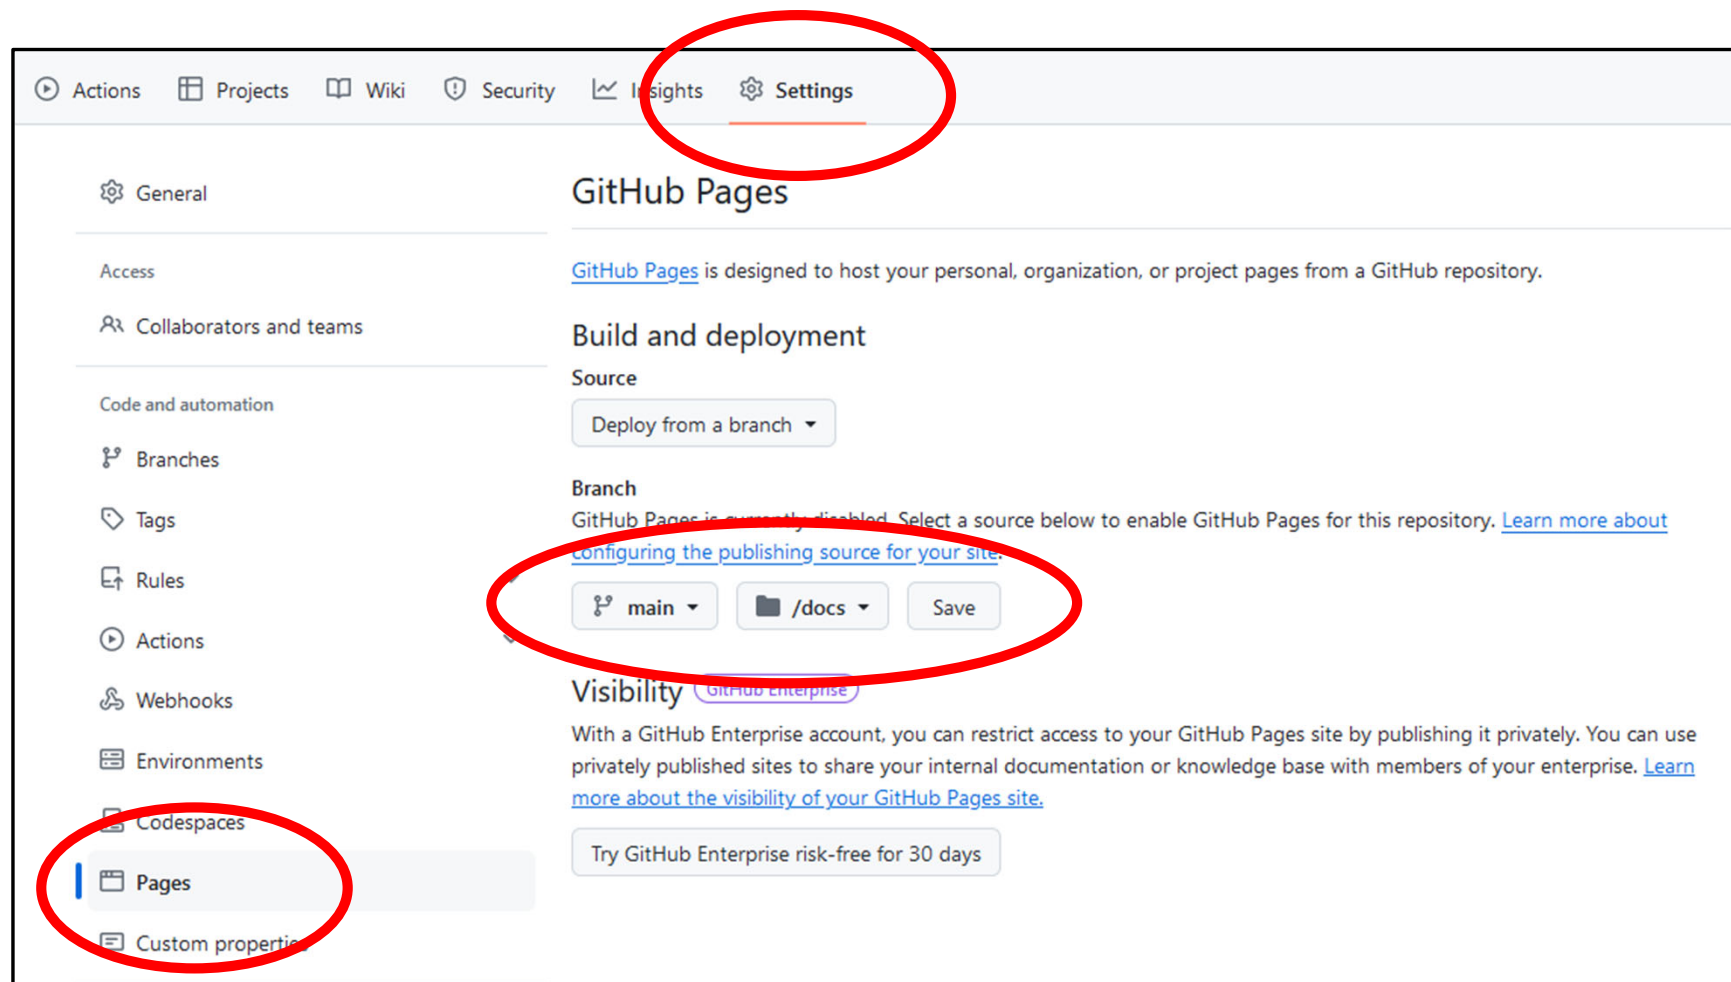 Actions Projects Wiki Security Insights Settings
General
Access
Collaborators and teams
Code and automation
Branches
Tags
Rules
Actions
Webhooks
Environments
Codespaces
Pages
Custom properties
GitHub Pages
GitHub Pages is designed to host your personal, organization, or project pages from a GitHub repository.
Build and deployment
Source
Deploy from a branch
Branch
GitHub Pages is currently disabled. Select a source below to enable GitHub Pages for this repository. Learn more about
configuring the publishing source for your site.
main /docs Save
Visibility GitHub Enterprise
With a GitHub Enterprise account, you can restrict access to your GitHub Pages site by publishing it privately. You can use
privately published sites to share your internal documentation or knowledge base with members of your enterprise. Learn
more about the visibility of your GitHub Pages site.
Try GitHub Enterprise risk-free for 30 days